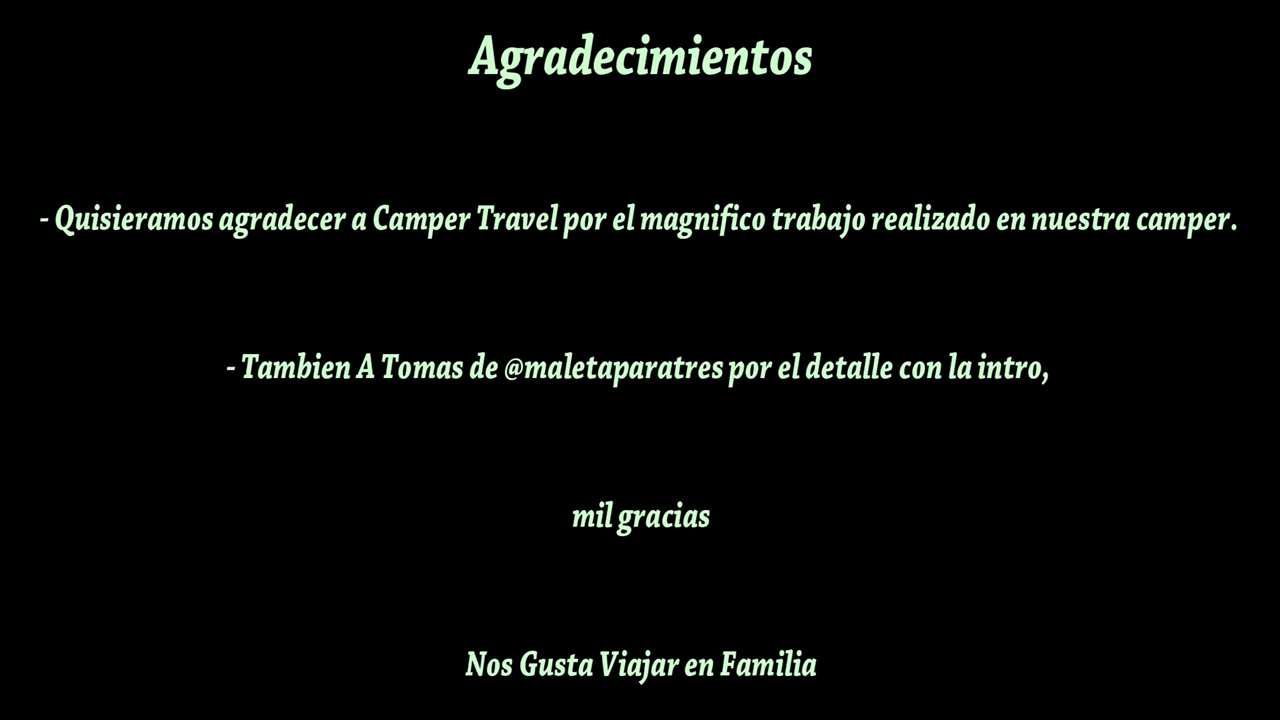 Agradecimientos
- Quisieramos agradecer a Camper Travel por el magnifico trabajo realizado en nuestra camper.
- Tambien A Tomas de @maletaparatres por el detalle con la intro,
mil gracias
Nos Gusta Viajar en Familia